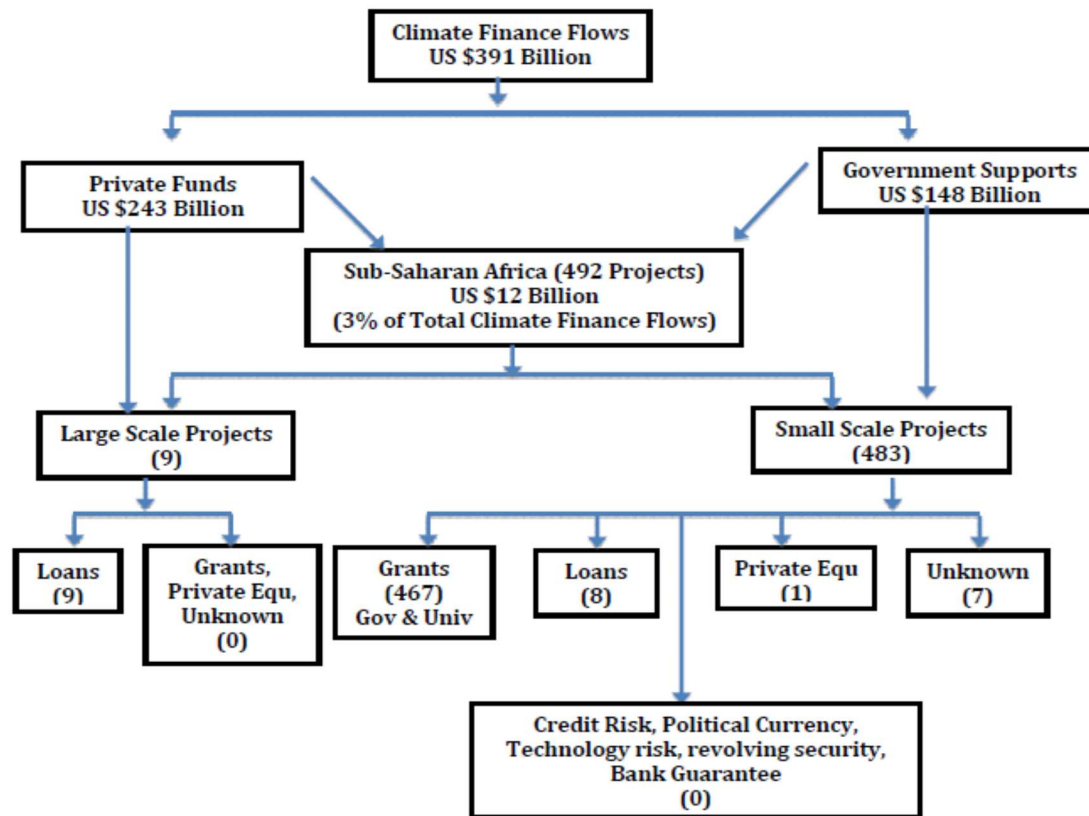 Climate Finance Flows
US $391 Billion
Private Funds
US $243 Billion
Government Supports
US $148 Billion
Sub-Saharan Africa (492 Projects)
US $12 Billion
(3% of Total Climate Finance Flows)
Large Scale Projects
(9)
Small Scale Projects
(483)
Loans
(9)
Grants,
Private Equ,
Unknown
(0)
Grants
(467)
Gov & Univ
Loans
(8)
Private Equ
(1)
Unknown
(7)
Credit Risk, Political Currency,
Technology risk, revolving security,
Bank Guarantee
(0)